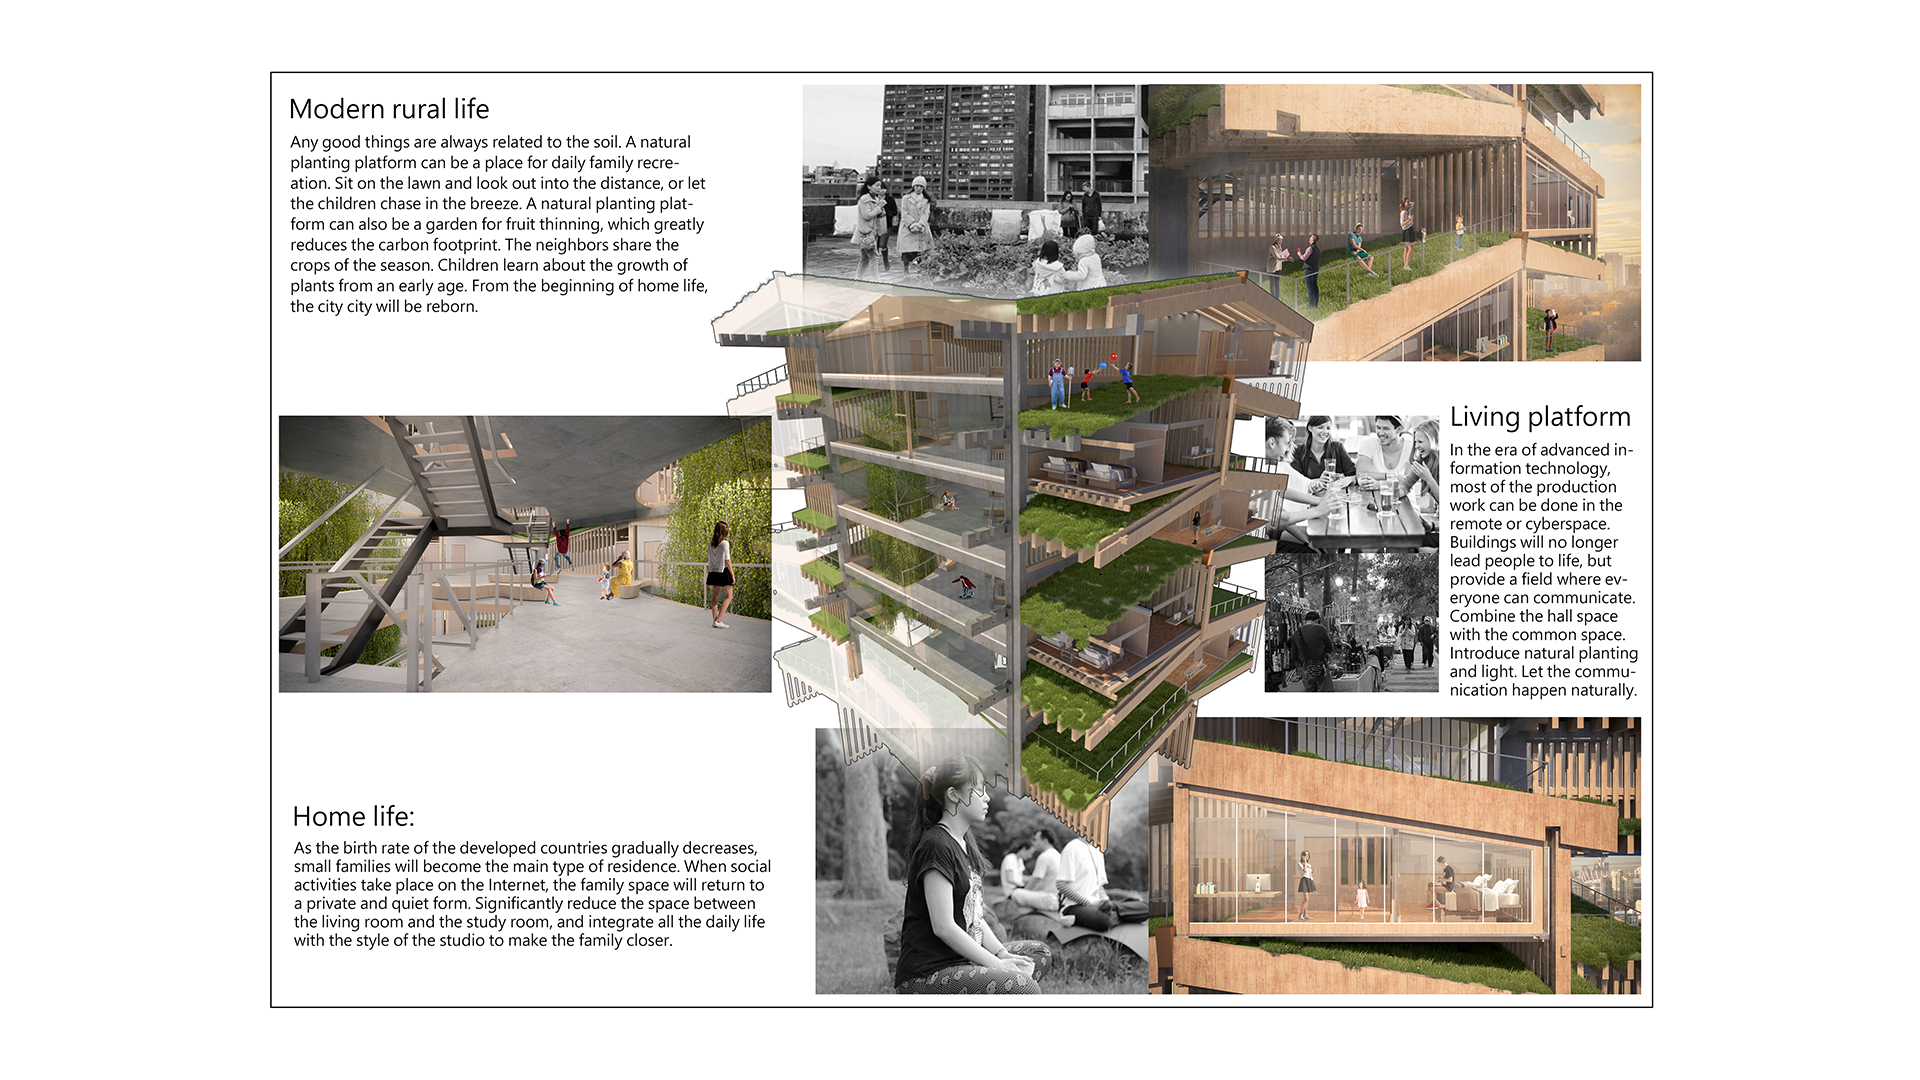 Modern rural life
Any good things are always related to the soil. A natural
planting platform can be a place for daily family recre-
ation. Sit on the lawn and look out into the distance, or let
the children chase in the breeze. A natural planting plat-
form can also be a garden for fruit thinning, which greatly
reduces the carbon footprint. The neighbors share the
crops of the season. Children learn about the growth of
plants from an early age. From the beginning of home life,
the city city will be reborn.
Living platform
In the era of advanced in-
formation technology,
most of the production
work can be done in the
remote or cyberspace.
Buildings will no longer
lead people to life, but
provide a field where ev-
eryone can communicate.
Combine the hall space
with the common space.
Introduce natural planting
and light. Let the commu-
nication happen naturally.
Home life:
As the birth rate of the developed countries gradually decreases,
small families will become the main type of residence. When social
activities take place on the Internet, the family space will return to
a private and quiet form. Significantly reduce the space between
the living room and the study room, and integrate all the daily life
with the style of the studio to make the family closer.